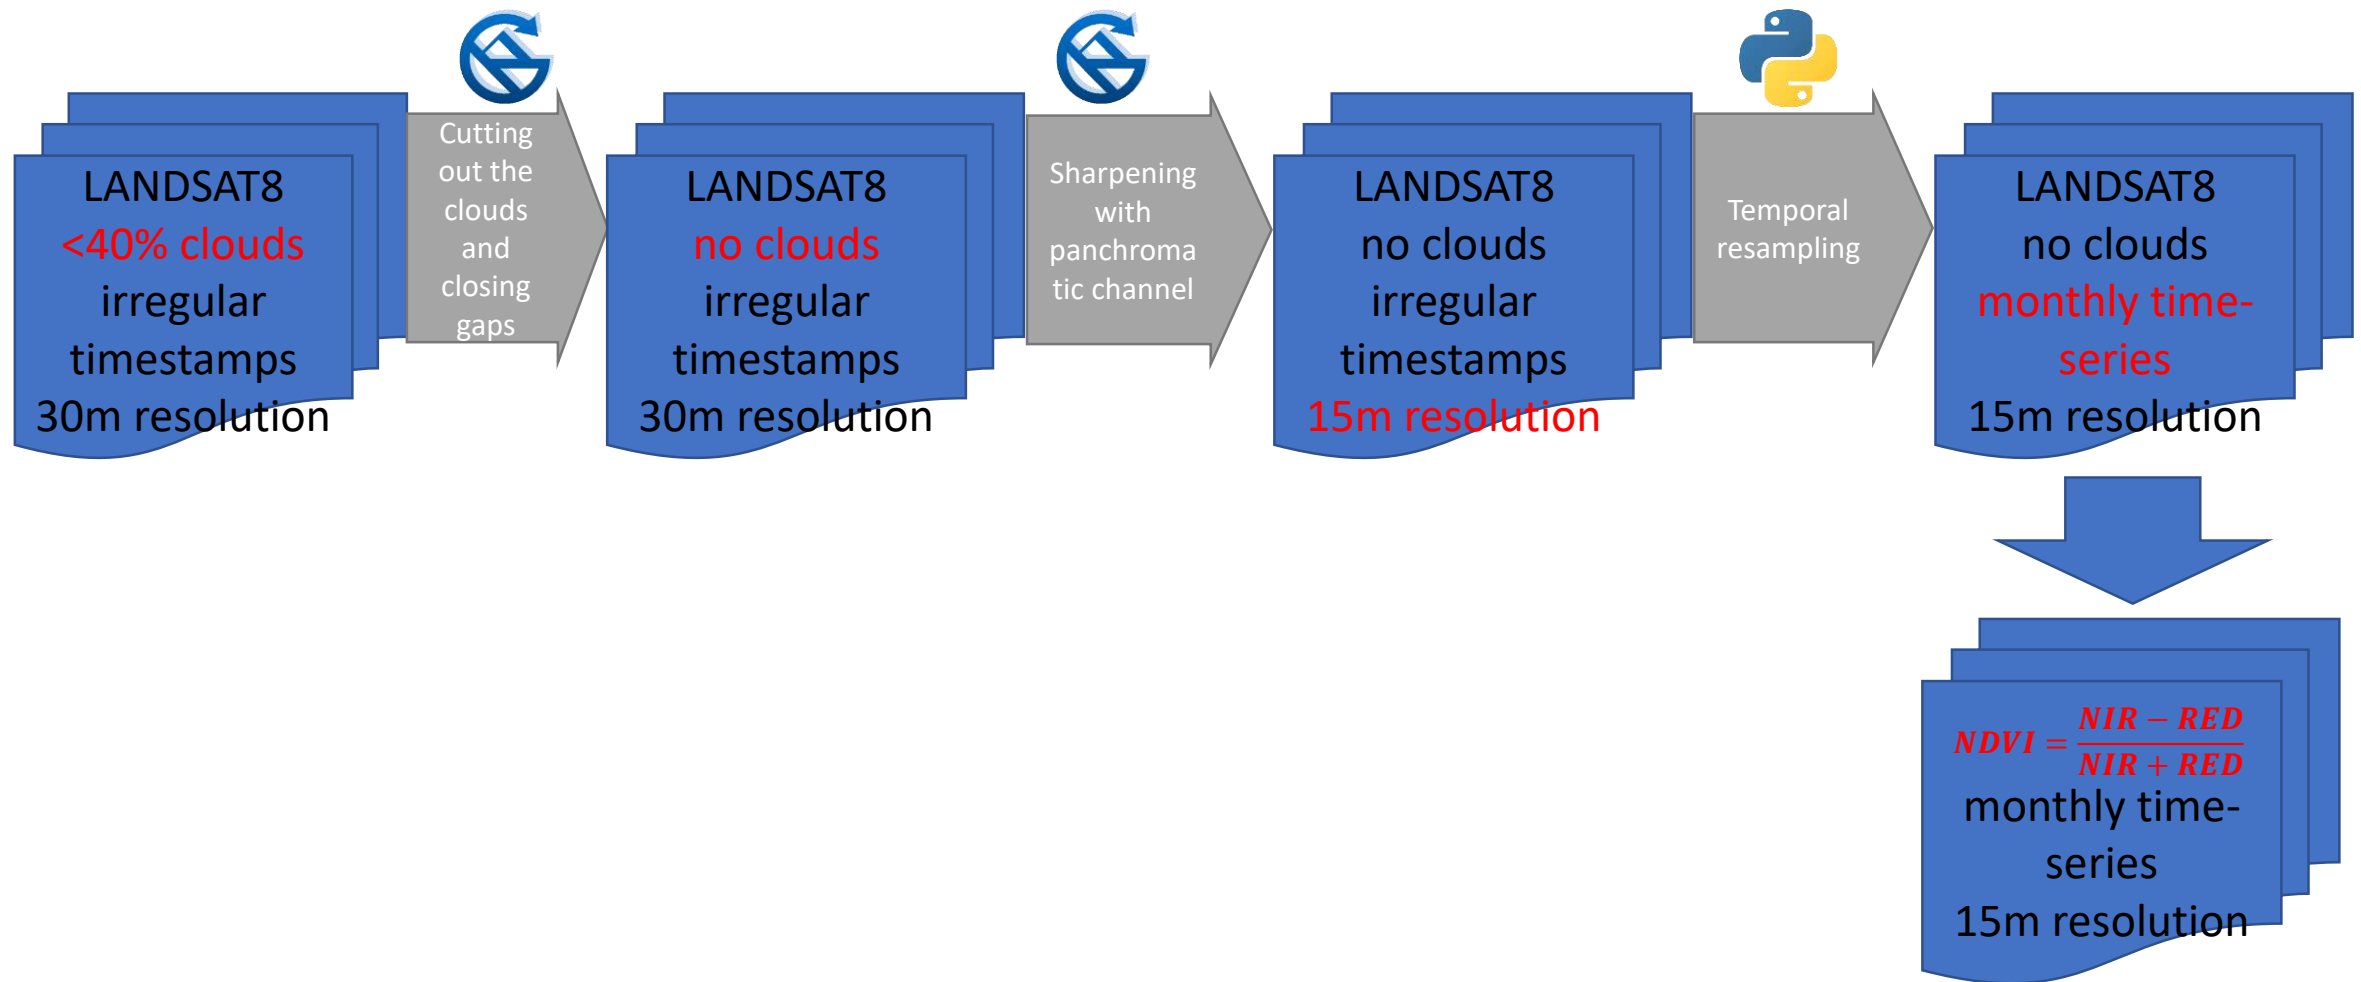 LANDSAT8
<40% clouds
irregular
timestamps
30m resolution
Cutting
out the
clouds
and
closing
gaps
LANDSAT8
no clouds
irregular
timestamps
30m resolution
Sharpening
with
panchroma
tic channel
LANDSAT8
no clouds
irregular
timestamps
15m resolution
Temporal
resampling
LANDSAT8
no clouds
monthly time-
series
15m resolution
NDVI = (NIR − RED) / (NIR + RED)
monthly time-
series
15m resolution